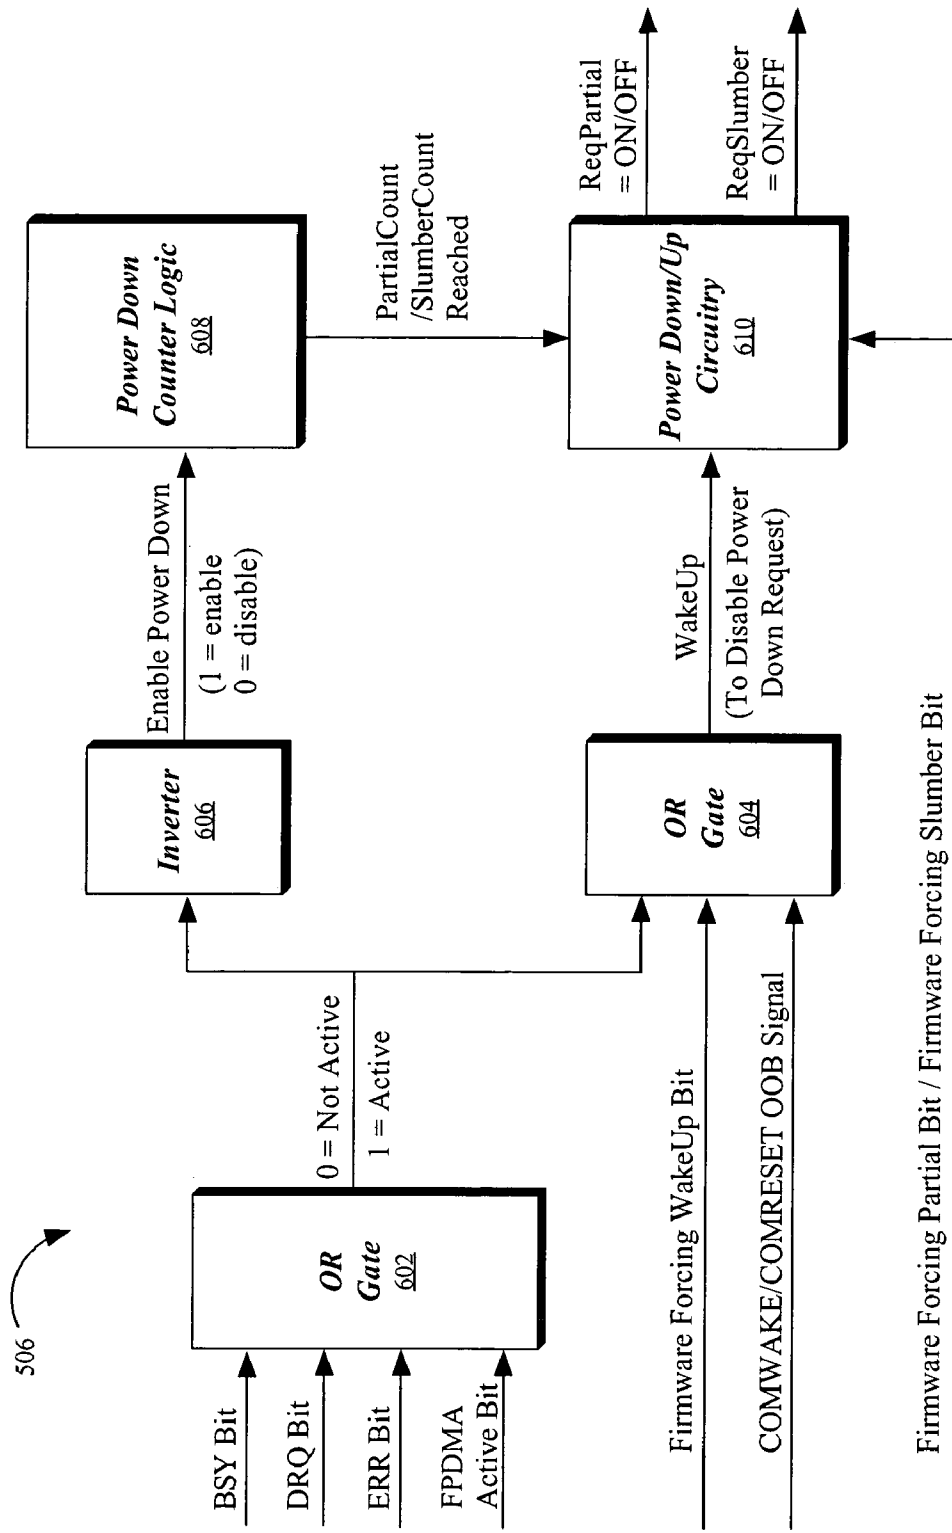 506
BSY Bit
DRQ Bit
ERR Bit
FPDMA
Active Bit
OR
Gate
602
0 = Not Active
1 = Active
Inverter
606
Enable Power Down
(1 = enable
0 = disable)
Power Down
Counter Logic
608
PartialCount
/SlumberCount
Reached
Firmware Forcing WakeUp Bit
COMWAKE/COMRESET OOB Signal
OR
Gate
604
WakeUp
(To Disable Power
Down Request)
Power Down/Up
Circuitry
610
ReqPartial
= ON/OFF
ReqSlumber
= ON/OFF
Firmware Forcing Partial Bit / Firmware Forcing Slumber Bit